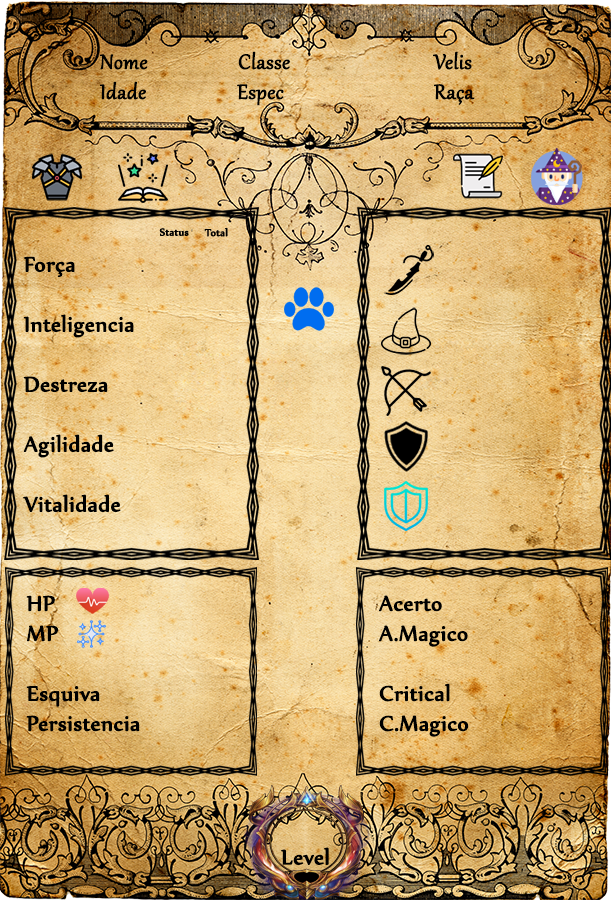 Nome Classe Velis
Idade Espec Raça
Status Total
Força
Inteligencia
Destreza
Agilidade
Vitalidade
HP
MP
Esquiva
Persistencia
Acerto
A.Magico
Critical
C.Magico
Level